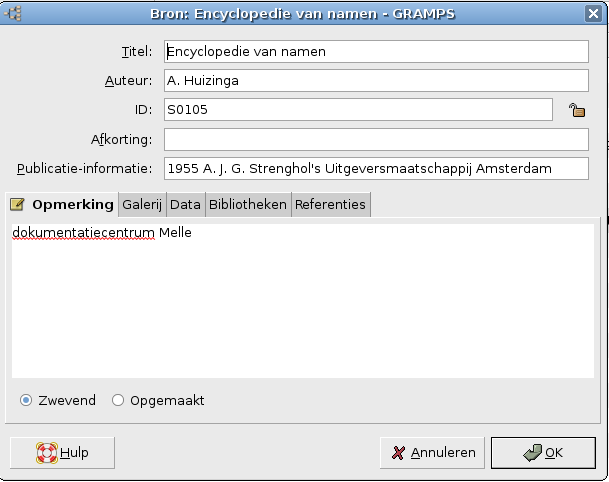 Bron: Encyclopedie van namen - GRAMPS
Titel: Encyclopedie van namen
Auteur: A. Huizinga
ID: S0105
Afkorting:
Publicatie-informatie: 1955 A. J. G. Strenghol's Uitgeversmaatschappij Amsterdam
Opmerking Galerij Data Bibliotheken Referenties
dokumentatiecentrum Melle
Zwevend Opgemaakt
Hulp Annuleren OK